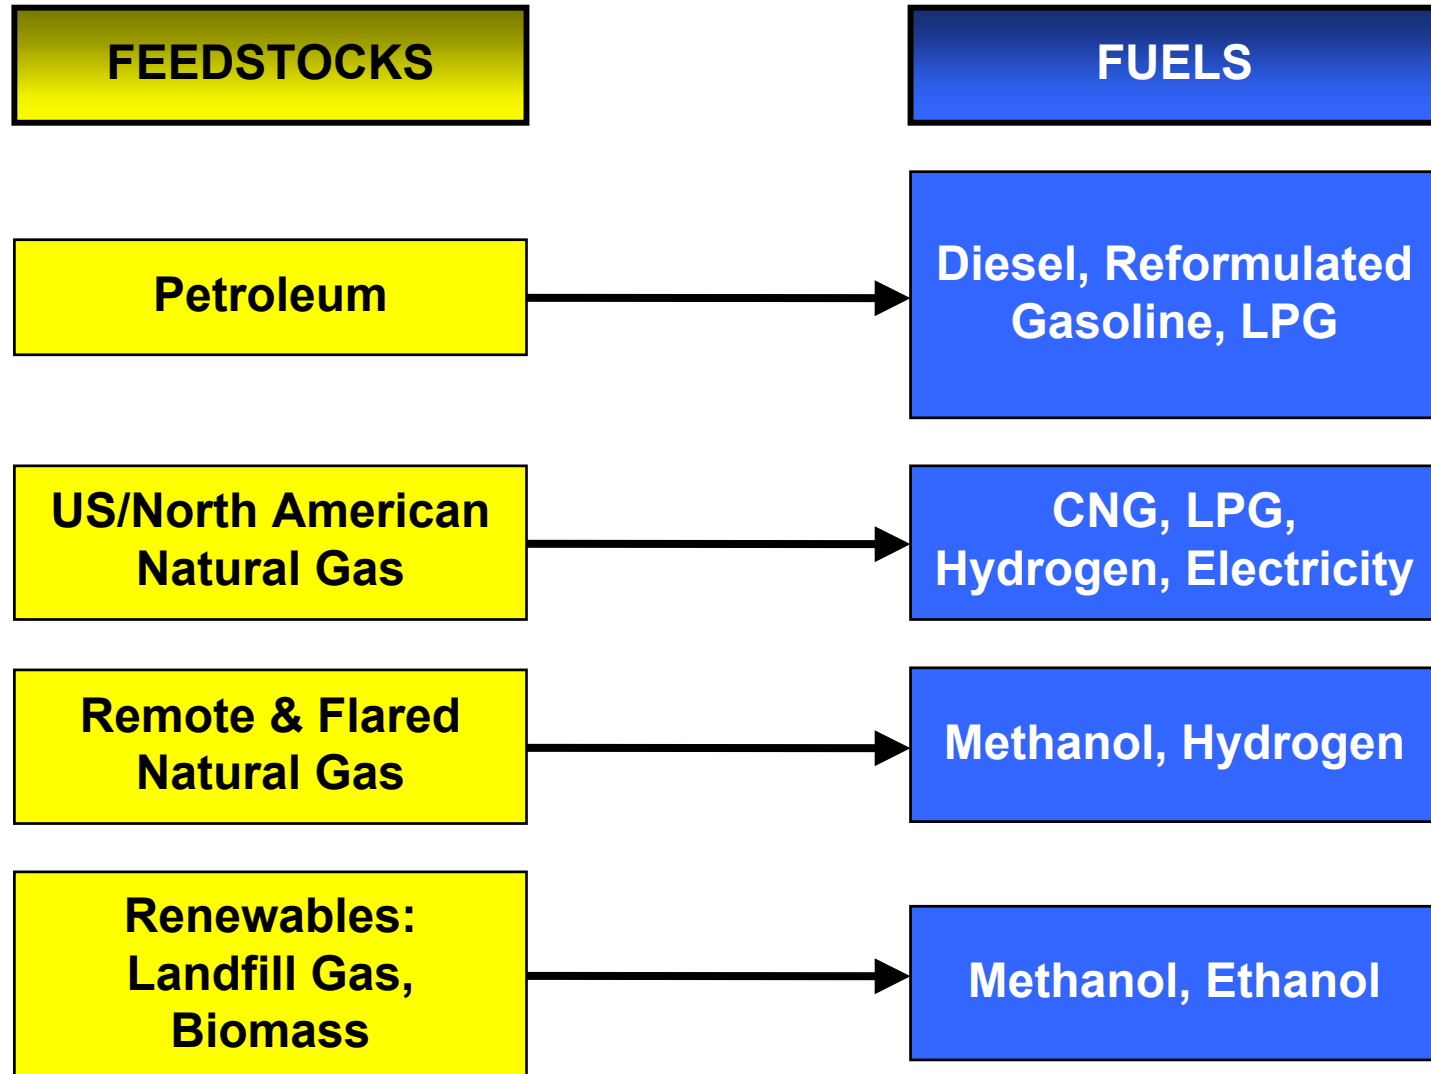 FEEDSTOCKS
FUELS
Petroleum
Diesel, Reformulated
Gasoline, LPG
US/North American
Natural Gas
CNG, LPG,
Hydrogen, Electricity
Remote & Flared
Natural Gas
Methanol, Hydrogen
Renewables:
Landfill Gas,
Biomass
Methanol, Ethanol